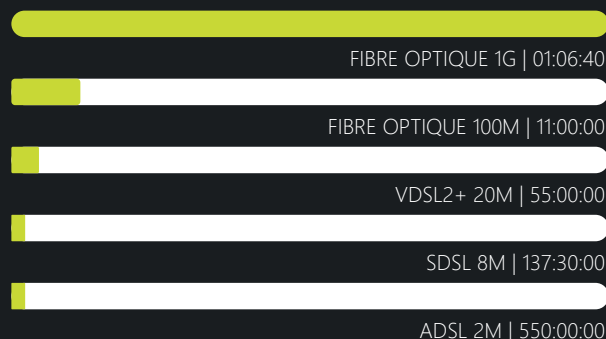 FIBRE OPTIQUE 1G | 01:06:40
FIBRE OPTIQUE 100M | 11:00:00
VDSL2+ 20M | 55:00:00
SDSL 8M | 137:30:00
ADSL 2M | 550:00:00